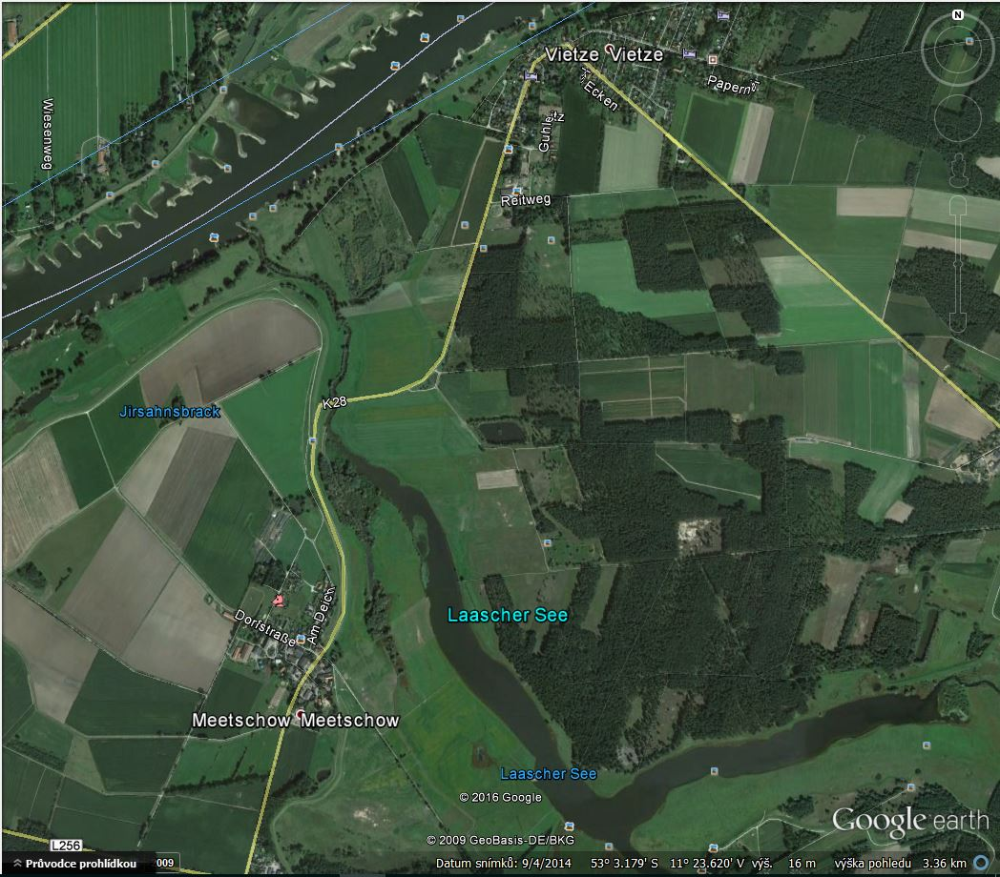 N
Vietze Vietze
Papern
Ecken
Guhleitz
Wiesenweg
Reitweg
K28
Jirsahnsbrack
Laascher See
Dorfstraße
Am Deich
Meetschow Meetschow
Laascher See
© 2016 Google
Google earth
© 2009 GeoBasis-DE/BKG
L256
Průvodce prohlídkou
009
Datum snímků: 9/4/2014 53° 3.179' S 11° 23.620' V výš. 16 m výška pohledu 3.36 km